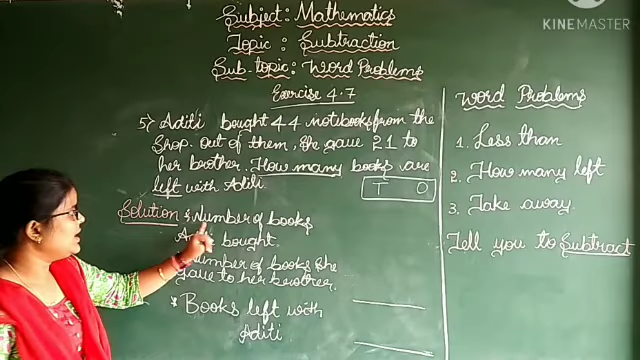 Subject: Mathematics
Topic: Subtraction
Sub-topic: Word Problems
Exercise 4.7
5) Aditi bought 44 notebooks from the
shop out of them, she gave 21 to
her brother. How many books are
left with Aditi
T O
Solution * Number of books
Aditi bought.
* Number of books she
gave to her brother.
* Books left with
Aditi
Word Problems
1. Less than
2. How many left
3. Take away
Tell you to Subtract
MADE WITH
KINEMASTER